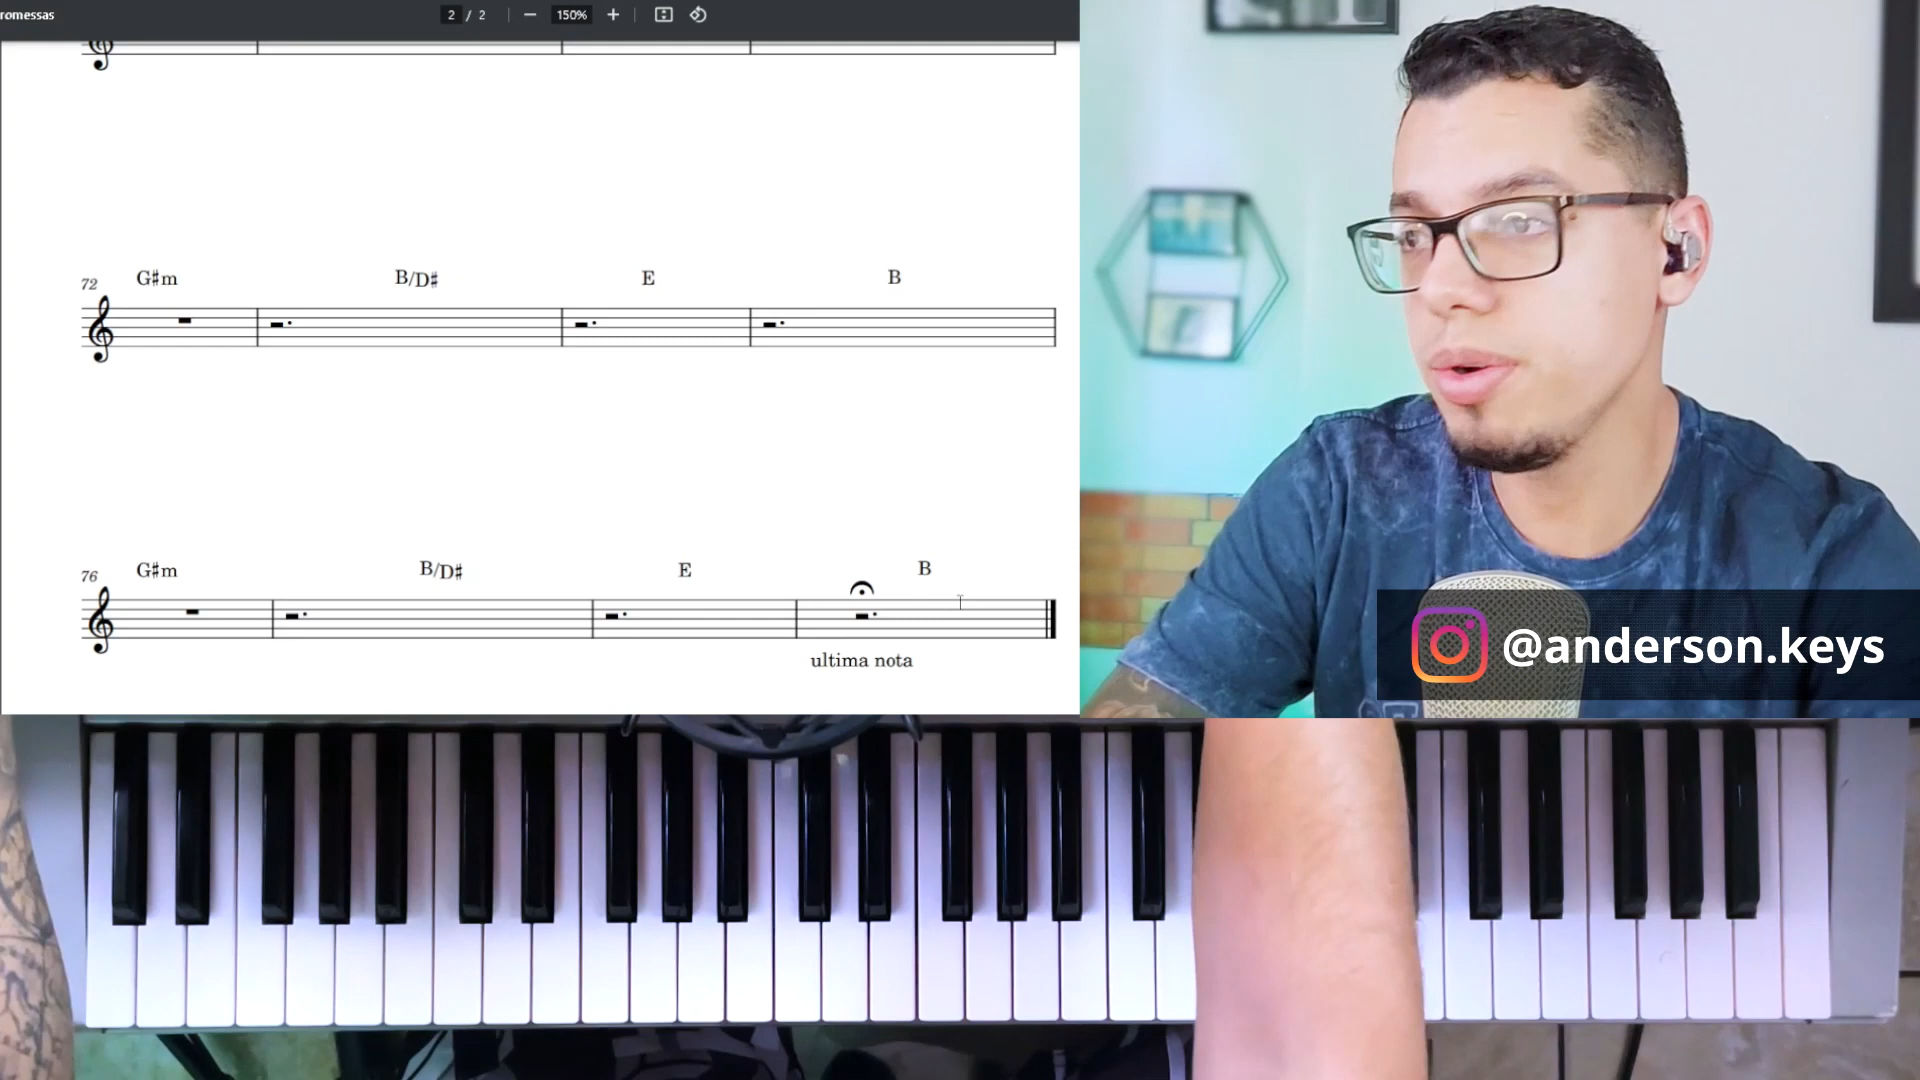 romessas
2 / 2
150%
72 G♯m B/D♯ E B
76 G♯m B/D♯ E B
ultima nota
@anderson.keys